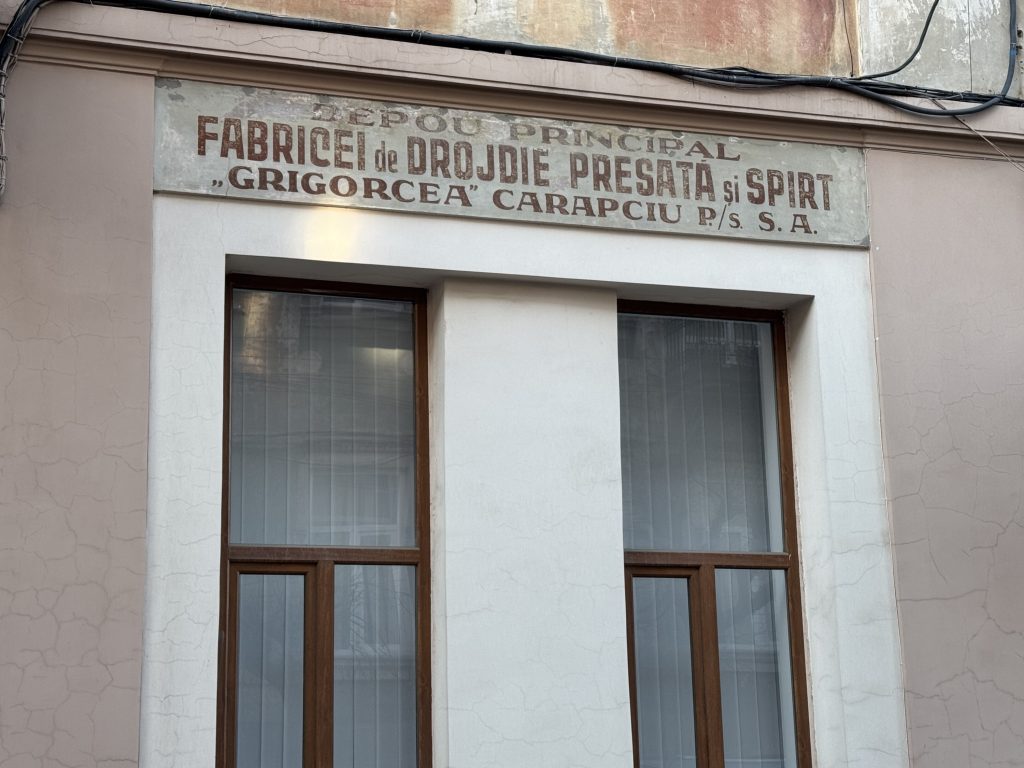 DEPOU PRINCIPAL
FABRICEI de DROJDIE PRESATĂ și SPIRT
„GRIGORCEA” CARAPCIU P./S. S. A.